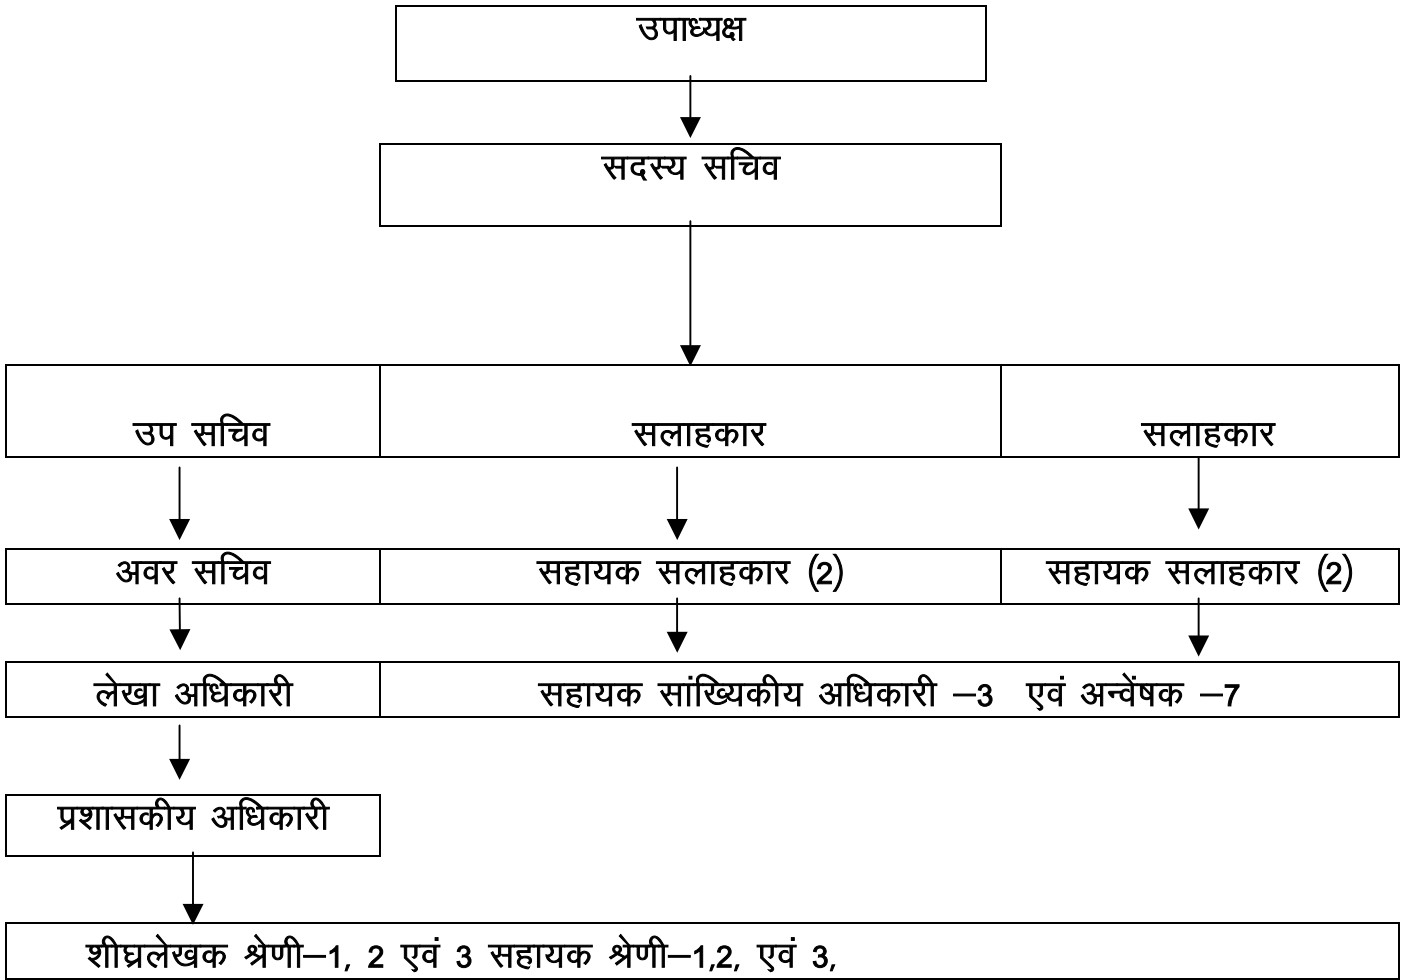 उपाध्यक्ष
सदस्य सचिव
उप सचिव सलाहकार सलाहकार
अवर सचिव सहायक सलाहकार (2) सहायक सलाहकार (2)
लेखा अधिकारी सहायक सांख्यिकीय अधिकारी –3 एवं अन्वेंषक –7
प्रशासकीय अधिकारी
शीघ्रलेखक श्रेणी–1, 2 एवं 3 सहायक श्रेणी–1,2, एवं 3,